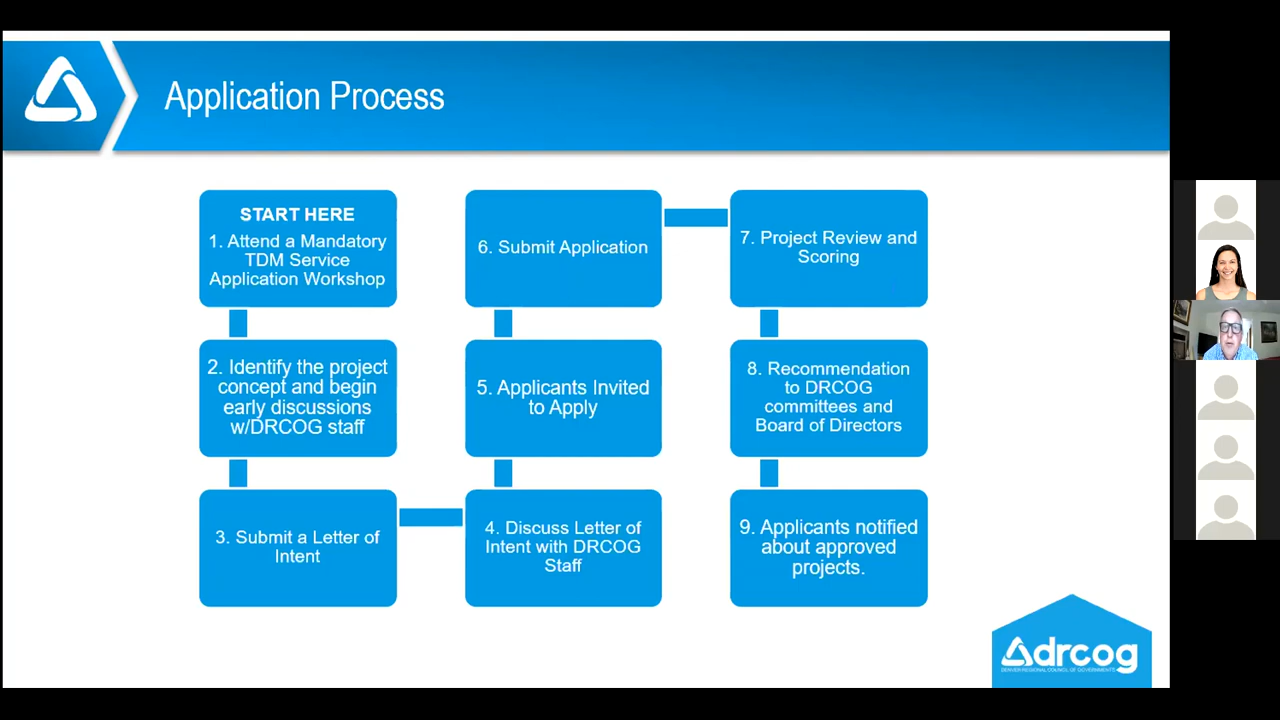 Application Process
START HERE
1. Attend a Mandatory
TDM Service
Application Workshop
2. Identify the project
concept and begin
early discussions
w/DRCOG staff
3. Submit a Letter of
Intent
4. Discuss Letter of
Intent with DRCOG
Staff
5. Applicants Invited
to Apply
6. Submit Application
7. Project Review and
Scoring
8. Recommendation
to DRCOG
committees and
Board of Directors
9. Applicants notified
about approved
projects.
drcog
DENVER REGIONAL COUNCIL OF GOVERNMENTS